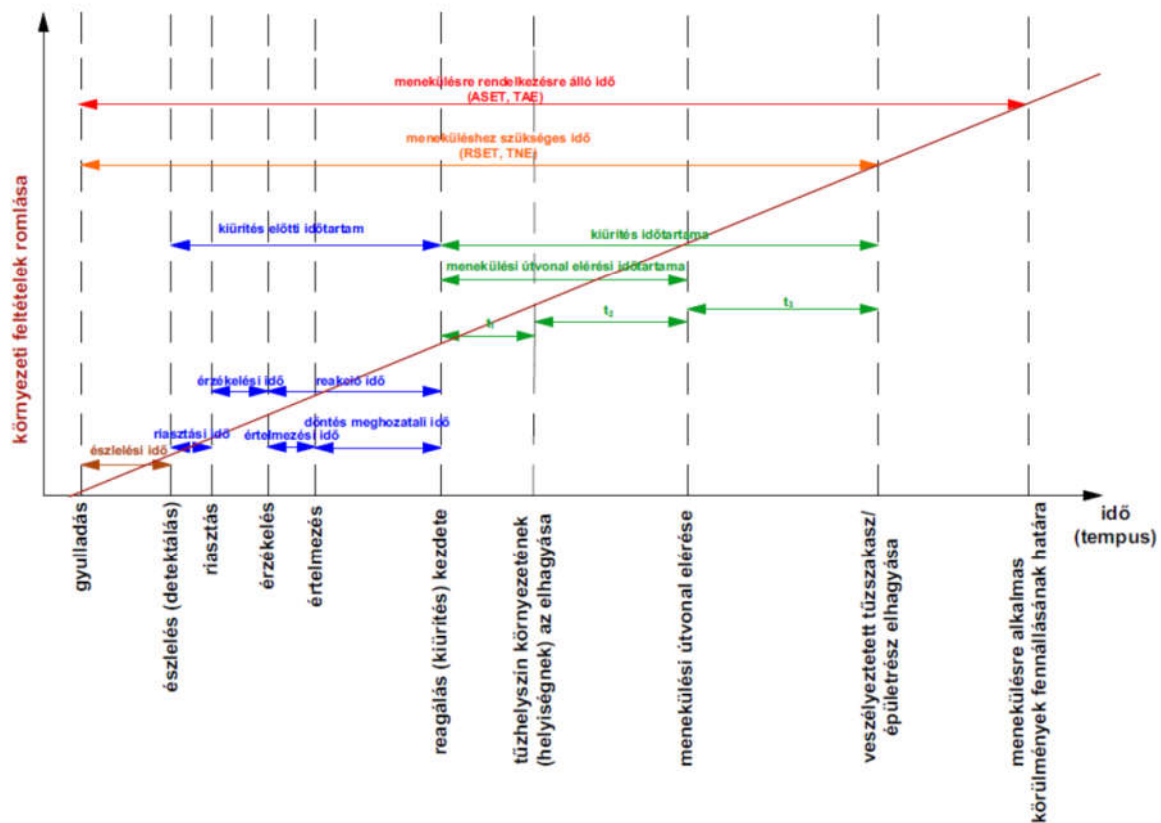 menekülésre rendelkezésre álló idő
(ASET, TAE)
meneküléshez szükséges idő
(RSET, TNE)
kiürítés előtti időtartam
kiürítés időtartama
menekülési útvonal elérési időtartama
t₁
t₂
t₃
érzékelési idő
reakció idő
riasztási idő
értelmezési idő
döntés meghozatali idő
észlelési idő
környezeti feltételek romlása
idő
(tempus)
gyulladás
észlelés (detektálás)
riasztás
érzékelés
értelmezés
reagálás (kiürítés) kezdete
tűzhelyszín környezetének
(helyiségnek) az elhagyása
menekülési útvonal elérése
veszélyeztetett tűzszakasz/
épületrész elhagyása
menekülésre alkalmas
körülmények fennállásának határa